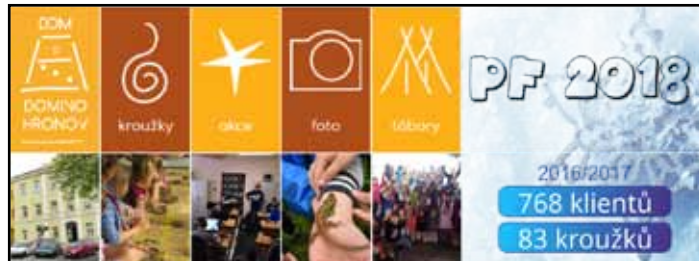 DDM
DOMINO
HRONOV
kroužky
akce
foto
tábory
PF 2018
2016/2017
768 klientů
83 kroužků